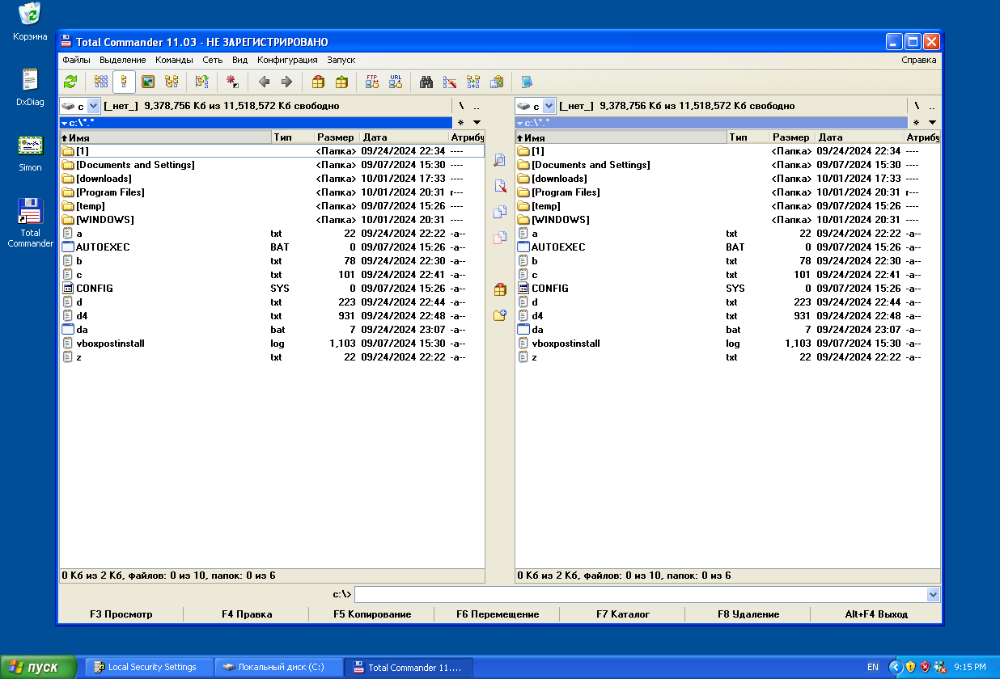 Корзина
DxDiag
Simon
Total
Commander
Total Commander 11.03 - НЕ ЗАРЕГИСТРИРОВАНО
Файлы Выделение Команды Сеть Вид Конфигурация Запуск Справка
FTP URL
c [_нет_] 9,378,756 Кб из 11,518,572 Кб свободно \ ..
c:\*.* * 
Имя Тип Размер Дата Атрибу
[1] <Папка> 09/24/2024 22:34 ----
[Documents and Settings] <Папка> 09/07/2024 15:30 ----
[downloads] <Папка> 10/01/2024 17:33 ----
[Program Files] <Папка> 10/01/2024 20:31 r---
[temp] <Папка> 09/07/2024 15:26 ----
[WINDOWS] <Папка> 10/01/2024 20:31 ----
a txt 22 09/24/2024 22:22 -a--
AUTOEXEC BAT 0 09/07/2024 15:26 -a--
b txt 78 09/24/2024 22:30 -a--
c txt 101 09/24/2024 22:41 -a--
CONFIG SYS 0 09/07/2024 15:26 -a--
d txt 223 09/24/2024 22:44 -a--
d4 txt 931 09/24/2024 22:48 -a--
da bat 7 09/24/2024 23:07 -a--
vboxpostinstall log 1,103 09/07/2024 15:30 -a--
z txt 22 09/24/2024 22:22 -a--
0 Кб из 2 Кб, файлов: 0 из 10, папок: 0 из 6
c [_нет_] 9,378,756 Кб из 11,518,572 Кб свободно \ ..
c:\*.* *
Имя Тип Размер Дата Атрибу
[1] <Папка> 09/24/2024 22:34 ----
[Documents and Settings] <Папка> 09/07/2024 15:30 ----
[downloads] <Папка> 10/01/2024 17:33 ----
[Program Files] <Папка> 10/01/2024 20:31 r---
[temp] <Папка> 09/07/2024 15:26 ----
[WINDOWS] <Папка> 10/01/2024 20:31 ----
a txt 22 09/24/2024 22:22 -a--
AUTOEXEC BAT 0 09/07/2024 15:26 -a--
b txt 78 09/24/2024 22:30 -a--
c txt 101 09/24/2024 22:41 -a--
CONFIG SYS 0 09/07/2024 15:26 -a--
d txt 223 09/24/2024 22:44 -a--
d4 txt 931 09/24/2024 22:48 -a--
da bat 7 09/24/2024 23:07 -a--
vboxpostinstall log 1,103 09/07/2024 15:30 -a--
z txt 22 09/24/2024 22:22 -a--
0 Кб из 2 Кб, файлов: 0 из 10, папок: 0 из 6
c:\>
F3 Просмотр F4 Правка F5 Копирование F6 Перемещение F7 Каталог F8 Удаление Alt+F4 Выход
пуск Local Security Settings Локальный диск (C:) Total Commander 11.... EN 9:15 PM